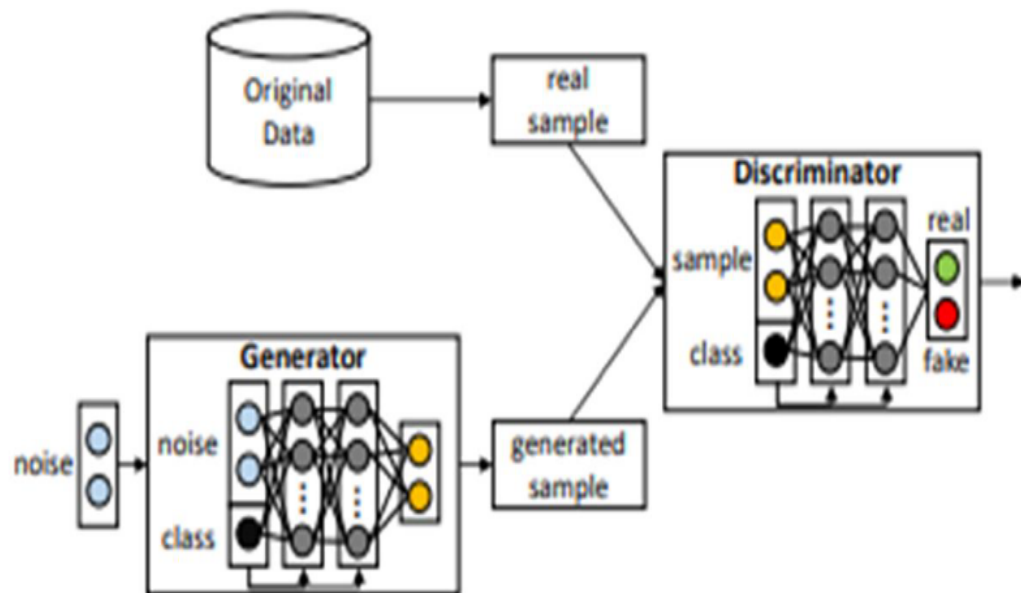 Original
Data
real
sample
Discriminator
sample
class
real
fake
Generator
noise
noise
class
generated
sample